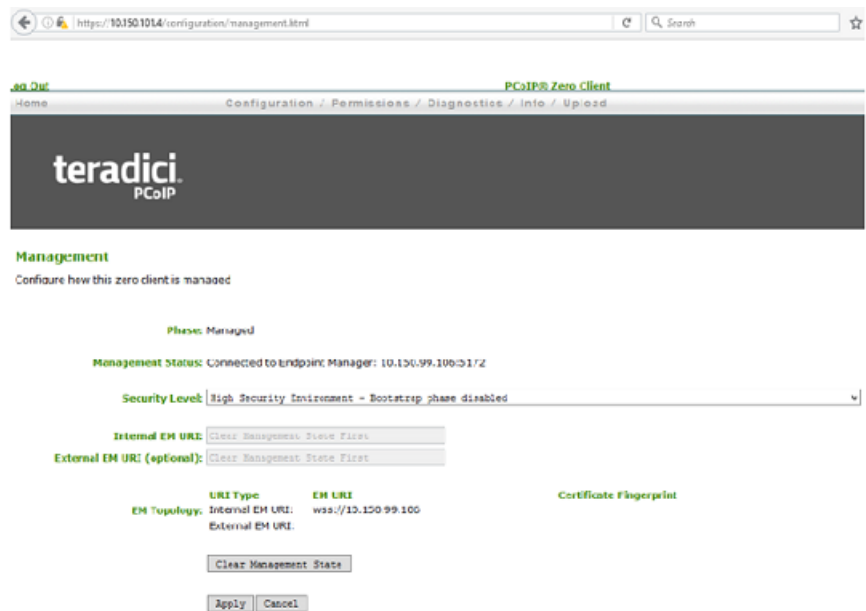 https://10.150.101.4/configuration/management.html
Search
Log Out
PCoIP® Zero Client
Home
Configuration / Permissions / Diagnostics / Info / Upload
teradici.
PCoIP
Management
Configure how this zero client is managed
Phase: Managed
Management Status: Connected to Endpoint Manager: 10.150.99.106:5172
Security Level: High Security Environment - Bootstrap phase disabled
Internal EM URI: Clear Management State First
External EM URI (optional): Clear Management State First
URI Type EM URI Certificate Fingerprint
EM Topology: Internal EM URI: wss://10.150.99.106
External EM URI:
Clear Management State
Apply Cancel